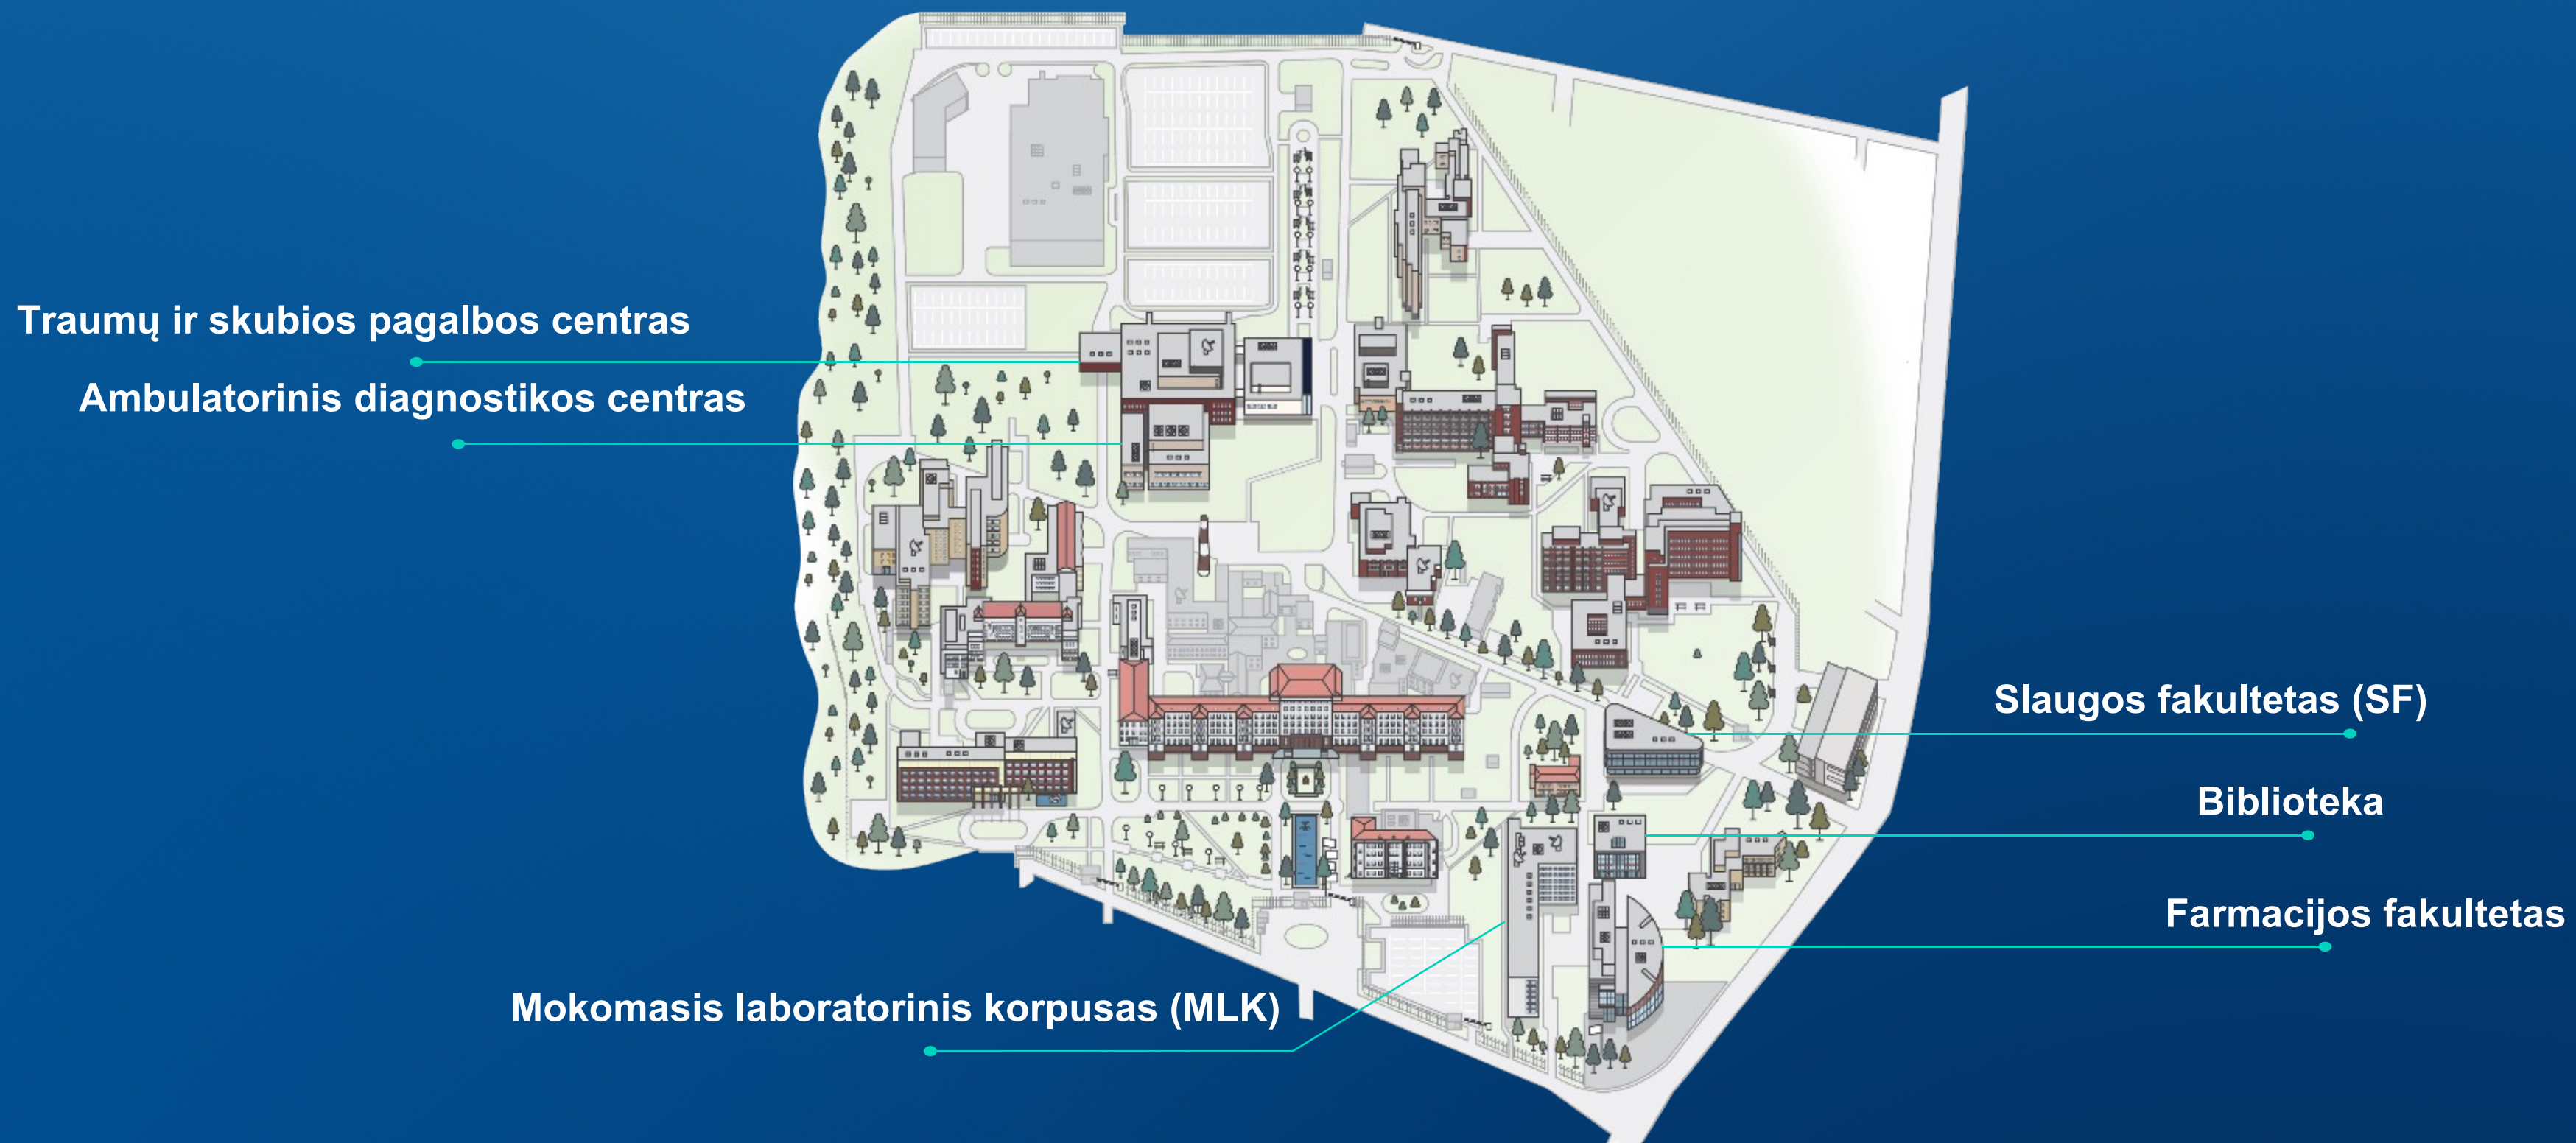 Traumų ir skubios pagalbos centras
Ambulatorinis diagnostikos centras
Slaugos fakultetas (SF)
Biblioteka
Farmacijos fakultetas
Mokomasis laboratorinis korpusas (MLK)